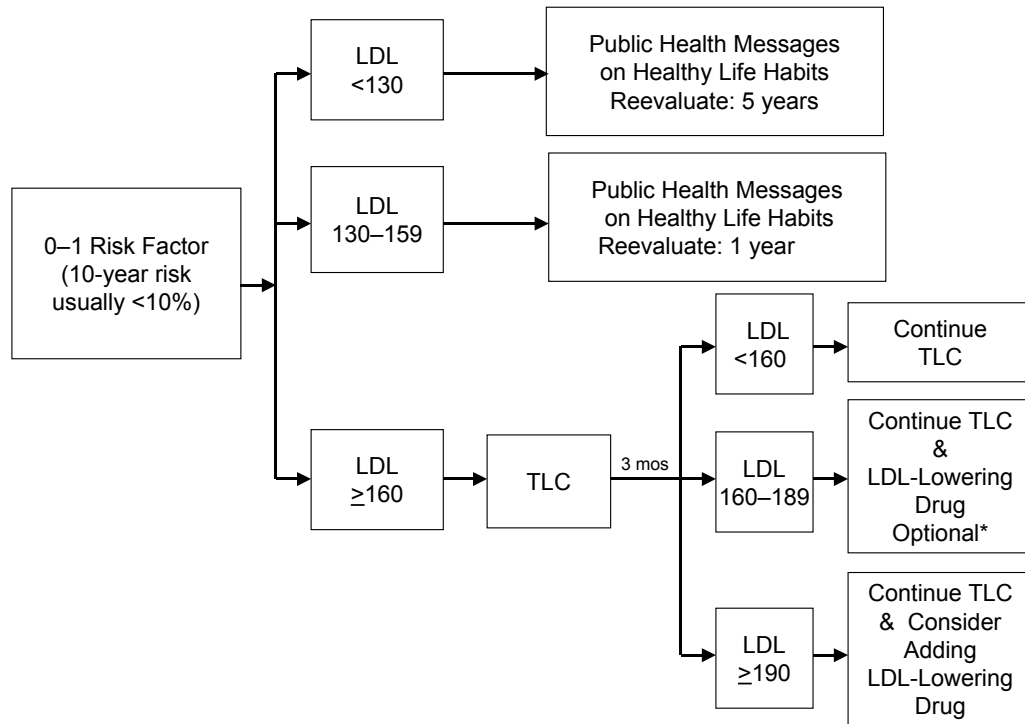 LDL
<130
Public Health Messages
on Healthy Life Habits
Reevaluate: 5 years
LDL
130–159
Public Health Messages
on Healthy Life Habits
Reevaluate: 1 year
0–1 Risk Factor
(10-year risk
usually <10%)
LDL
≥160
TLC
3 mos
LDL
<160
Continue
TLC
LDL
160–189
Continue TLC
&
LDL-Lowering
Drug
Optional*
LDL
≥190
Continue TLC
& Consider
Adding
LDL-Lowering
Drug